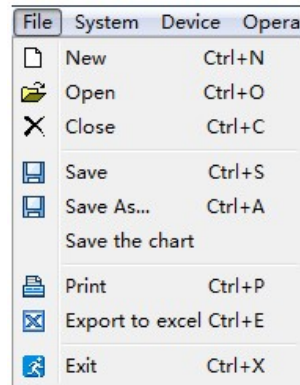 File System Device Opera
New Ctrl+N
Open Ctrl+O
Close Ctrl+C
Save Ctrl+S
Save As... Ctrl+A
Save the chart
Print Ctrl+P
Export to excel Ctrl+E
Exit Ctrl+X